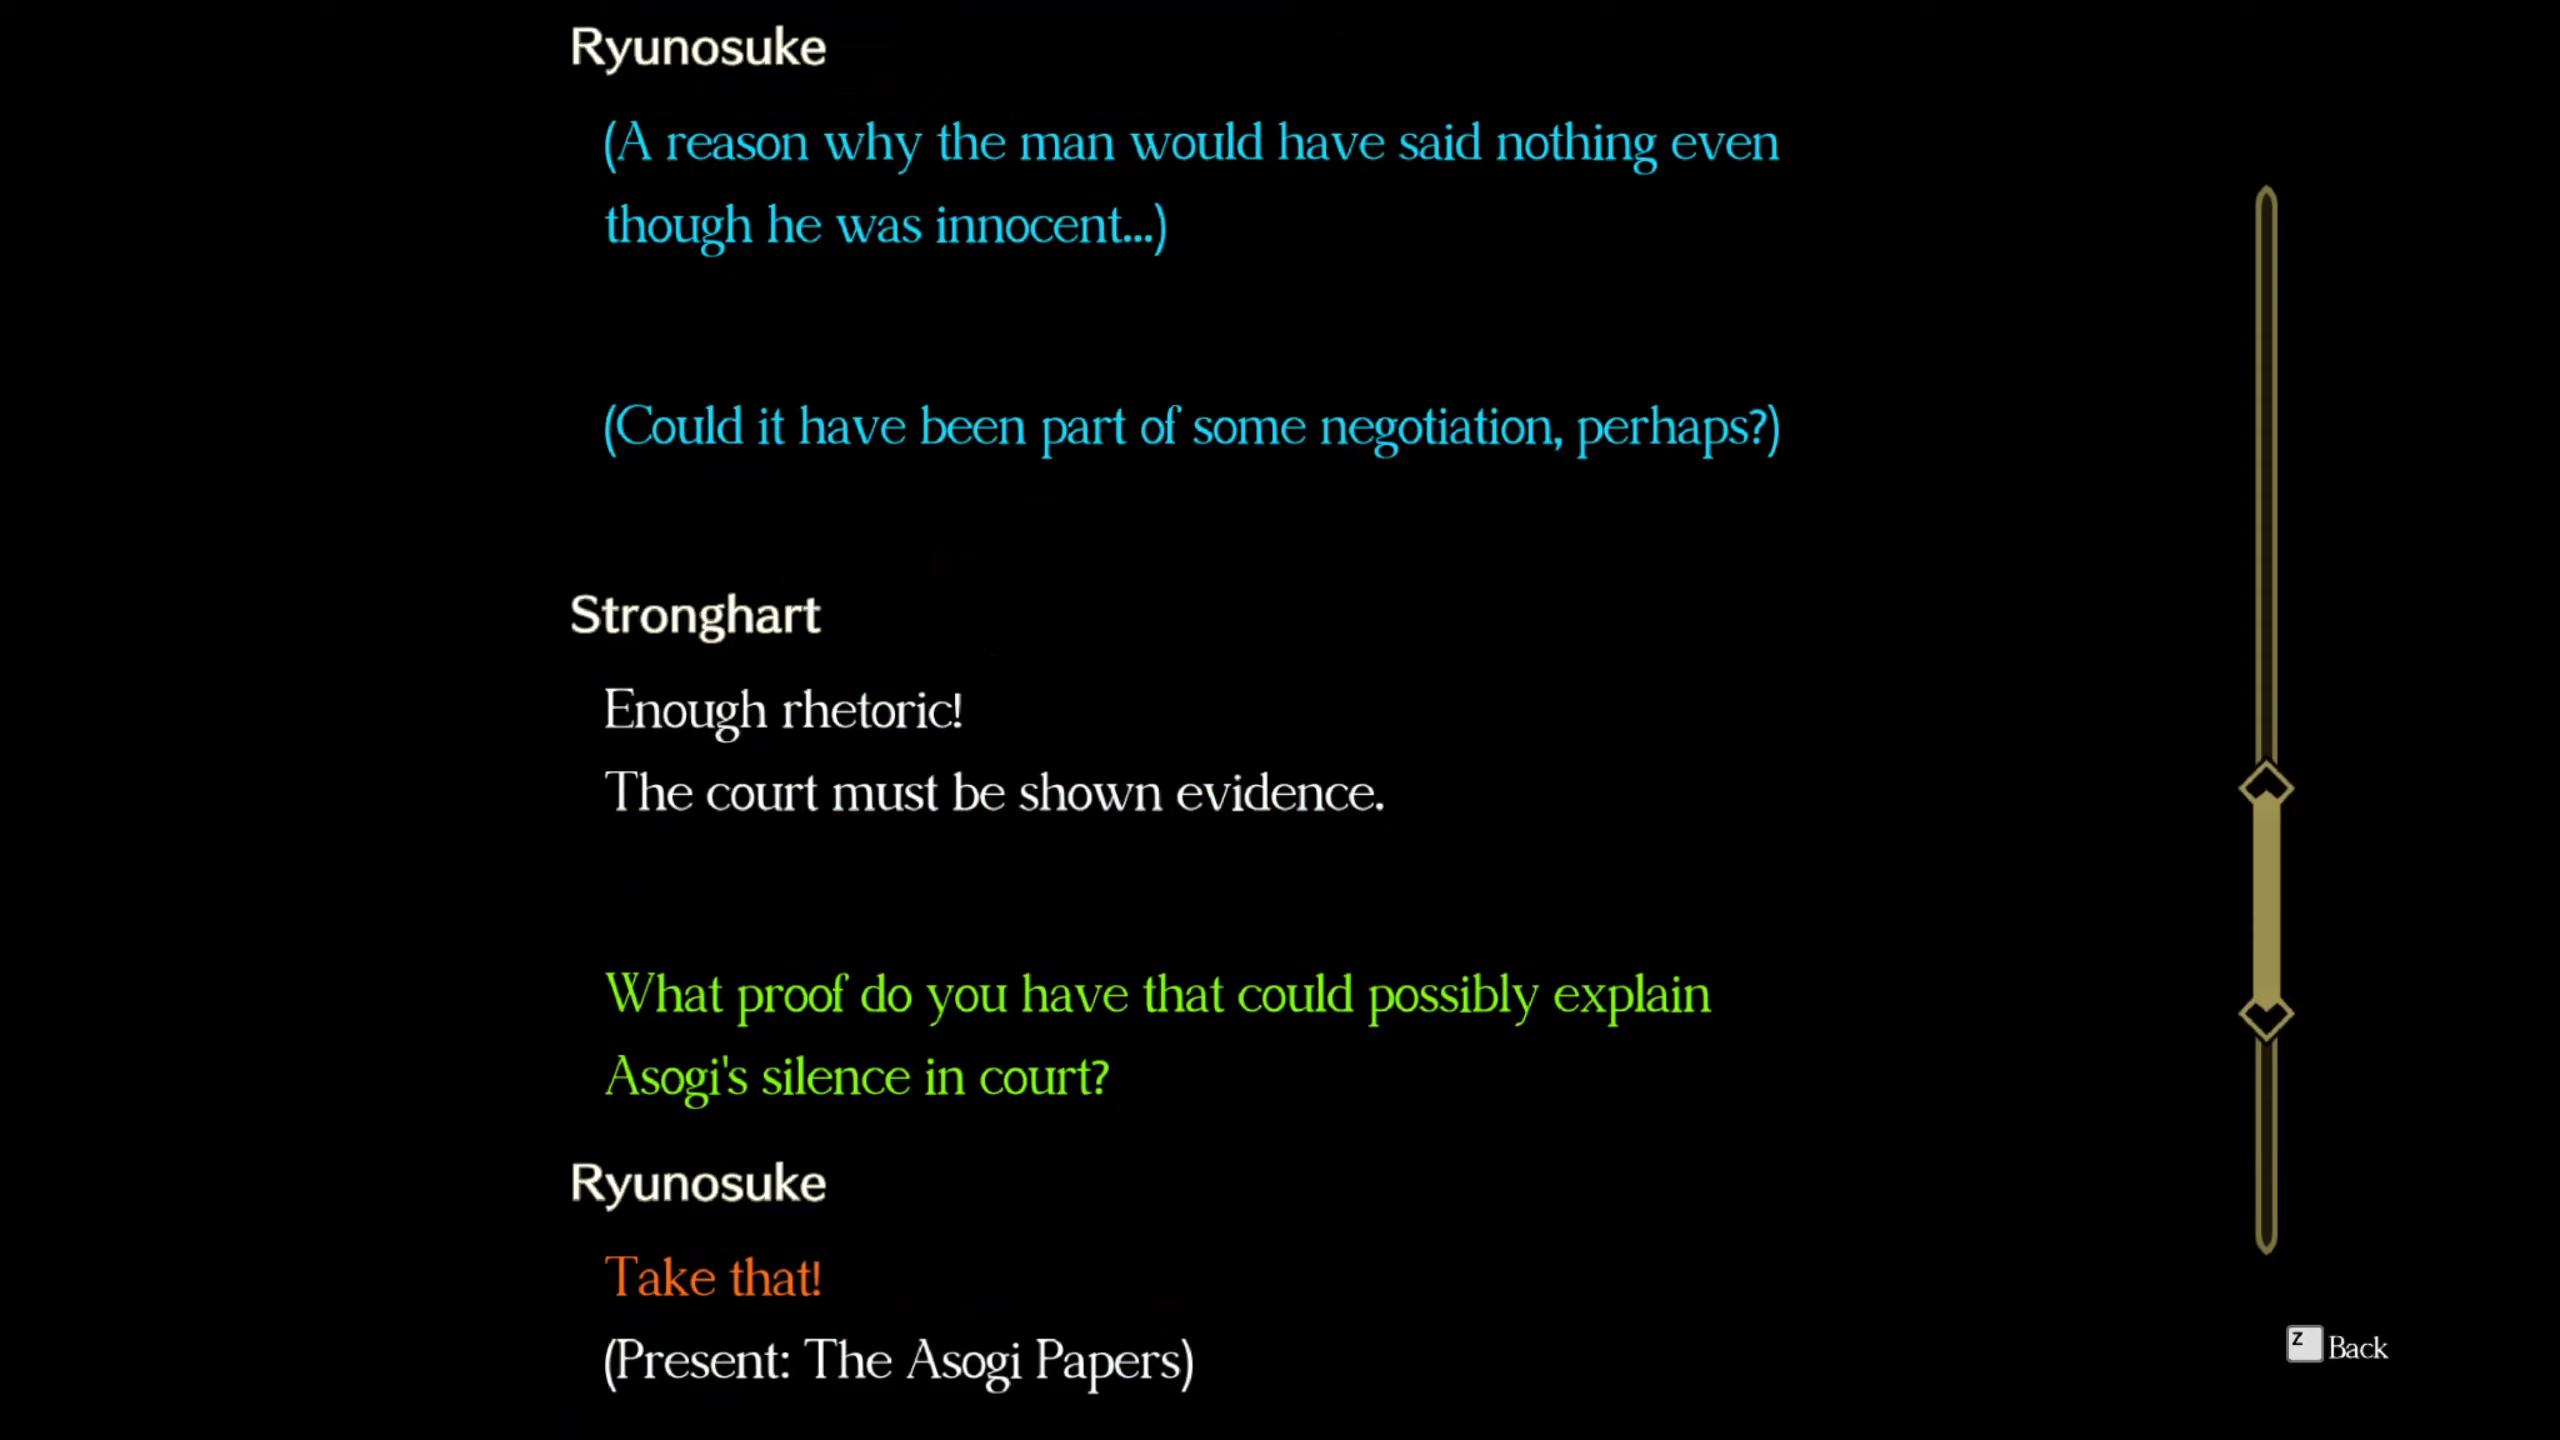 Ryunosuke
(A reason why the man would have said nothing even
though he was innocent...)
(Could it have been part of some negotiation, perhaps?)
Stronghart
Enough rhetoric!
The court must be shown evidence.
What proof do you have that could possibly explain
Asogi's silence in court?
Ryunosuke
Take that!
(Present: The Asogi Papers)
Z Back